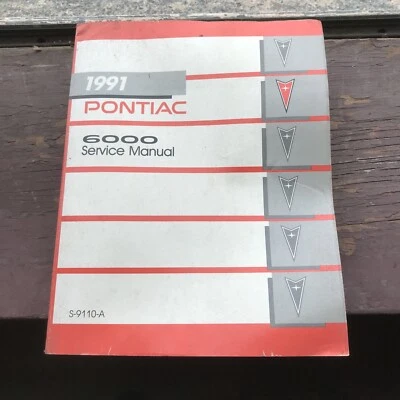 1991
PONTIAC
6000
Service Manual
S-9110-A